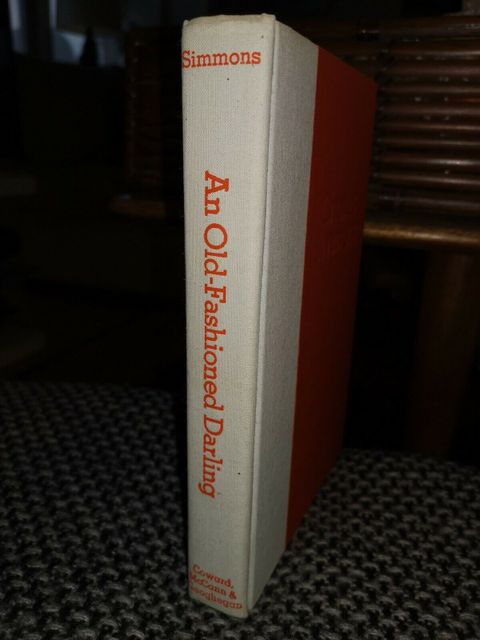 Simmons
An Old-Fashioned Darling
Coward,
McCann &
Geoghegan